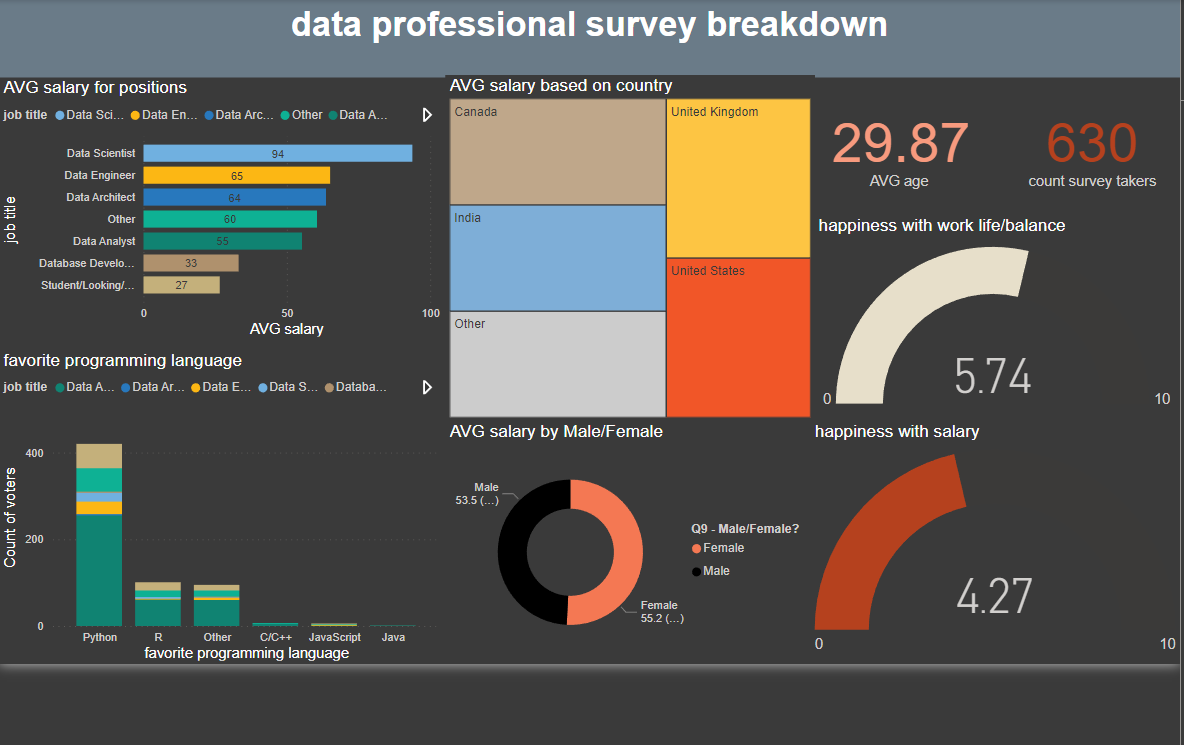 data professional survey breakdown
AVG salary for positions
job title Data Sci... Data En... Data Arc... Other Data A...
job title
Data Scientist 94
Data Engineer 65
Data Architect 64
Other 60
Data Analyst 55
Database Develo... 33
Student/Looking/... 27
0 50 100
AVG salary
favorite programming language
job title Data A... Data Ar... Data E... Data S... Databa...
Count of voters
400
200
0
Python R Other C/C++ JavaScript Java
favorite programming language
AVG salary based on country
Canada
United Kingdom
India
United States
Other
AVG salary by Male/Female
Male
53.5 (...)
Female
55.2 (...)
Q9 - Male/Female?
Female
Male
29.87
AVG age
630
count survey takers
happiness with work life/balance
5.74
0 10
happiness with salary
4.27
0 10